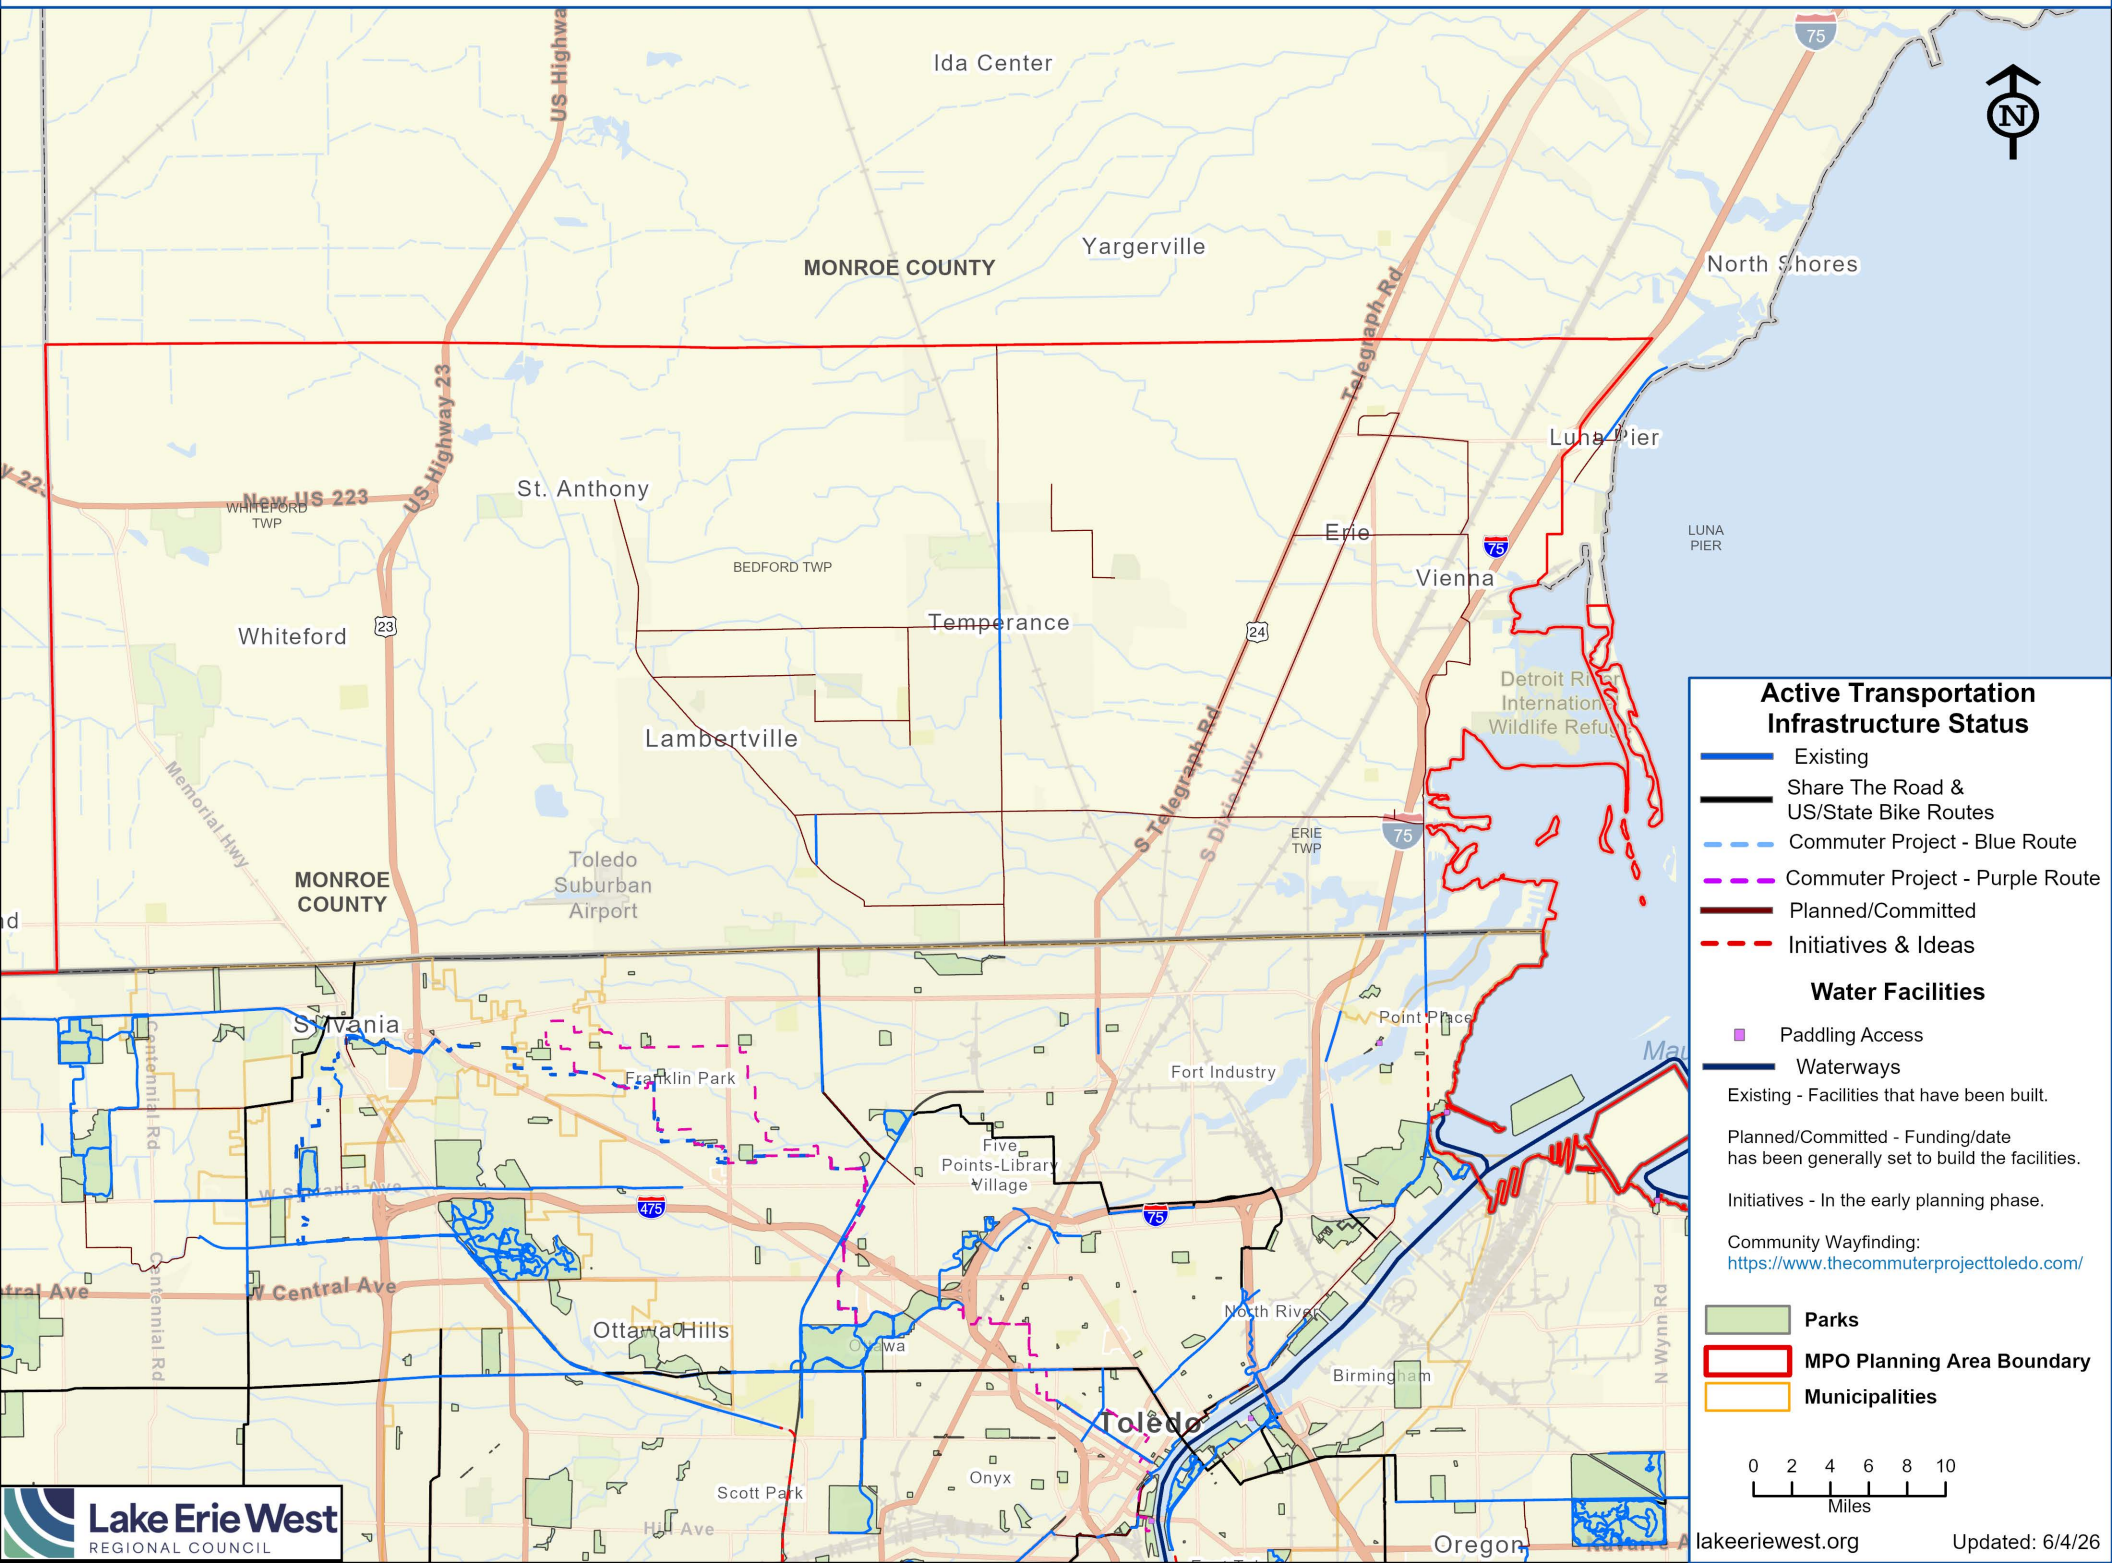 US Highwa
Ida Center
75
N
Yargerville
MONROE COUNTY
North Shores
Telegraph Rd
US Highway 23
Luna Pier
y 223
New US 223
WHITEFORD
TWP
St. Anthony
Erie
75
LUNA
PIER
BEDFORD TWP
Vienna
Temperance
Whiteford
23
24
Detroit River
International
Wildlife Refuge
Lambertville
S Telegraph Rd
S Dixie Hwy
Memorial Hwy
ERIE
TWP
75
Toledo
Suburban
Airport
MONROE
COUNTY
nd
Sylvania
Point Place
Centennial Rd
Franklin Park
Fort Industry
Mau
Five
Points-Library
Village
W Sylvania Ave
475
75
Centennial Rd
tral Ave
W Central Ave
North River
Ottawa Hills
Ottawa
N Wynn Rd
Birmingham
Toledo
Onyx
Scott Park
Hill Ave
Oregon
Navarre A
Active Transportation
Infrastructure Status
Existing
Share The Road &
US/State Bike Routes
Commuter Project - Blue Route
Commuter Project - Purple Route
Planned/Committed
Initiatives & Ideas
Water Facilities
Paddling Access
Waterways
Existing - Facilities that have been built.
Planned/Committed - Funding/date
has been generally set to build the facilities.
Initiatives - In the early planning phase.
Community Wayfinding:
https://www.thecommuterprojecttoledo.com/
Parks
MPO Planning Area Boundary
Municipalities
0 2 4 6 8 10
Miles
lakeeriewest.org
Updated: 6/4/26
Lake Erie West
REGIONAL COUNCIL